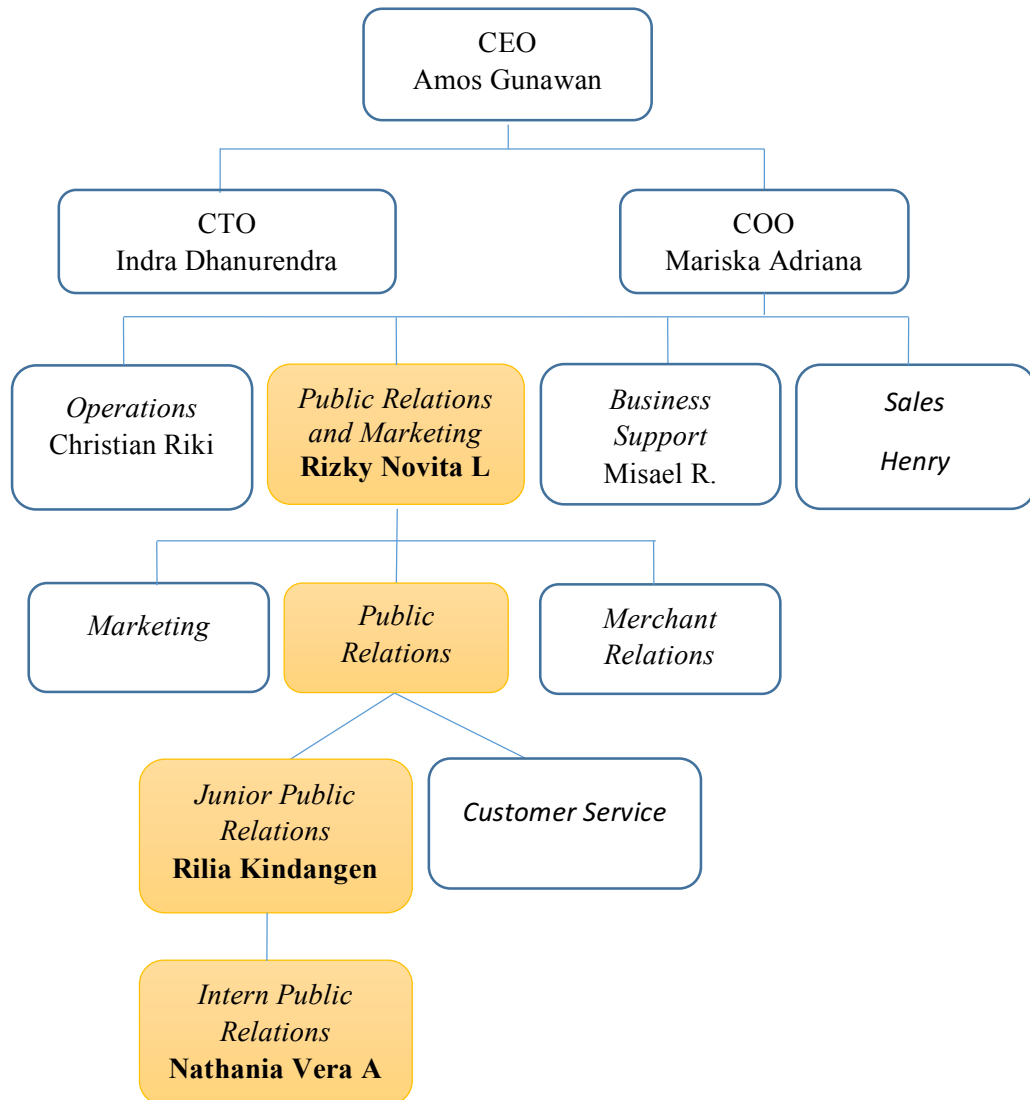 CEO
Amos Gunawan
CTO
Indra Dhanurendra
COO
Mariska Adriana
Operations
Christian Riki
Public Relations
and Marketing
Rizky Novita L
Business
Support
Misael R.
Sales
Henry
Marketing
Public
Relations
Merchant
Relations
Junior Public
Relations
Rilia Kindangen
Customer Service
Intern Public
Relations
Nathania Vera A